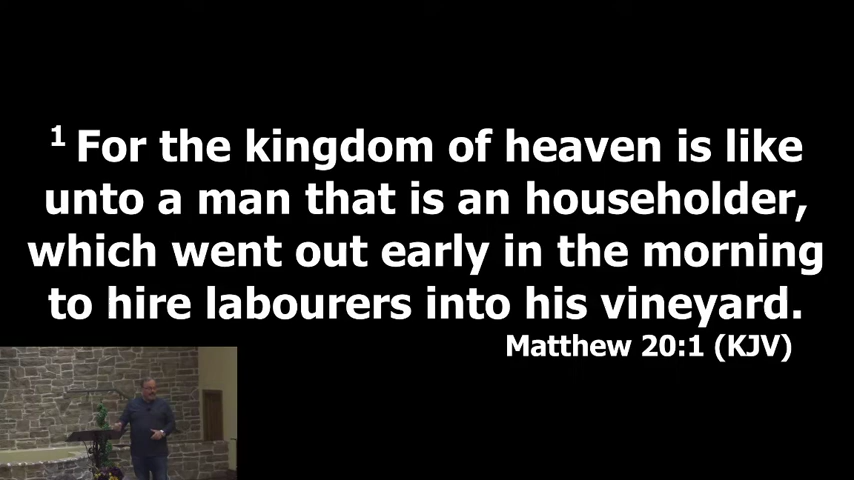 1 For the kingdom of heaven is like
unto a man that is an householder,
which went out early in the morning
to hire labourers into his vineyard.
Matthew 20:1 (KJV)